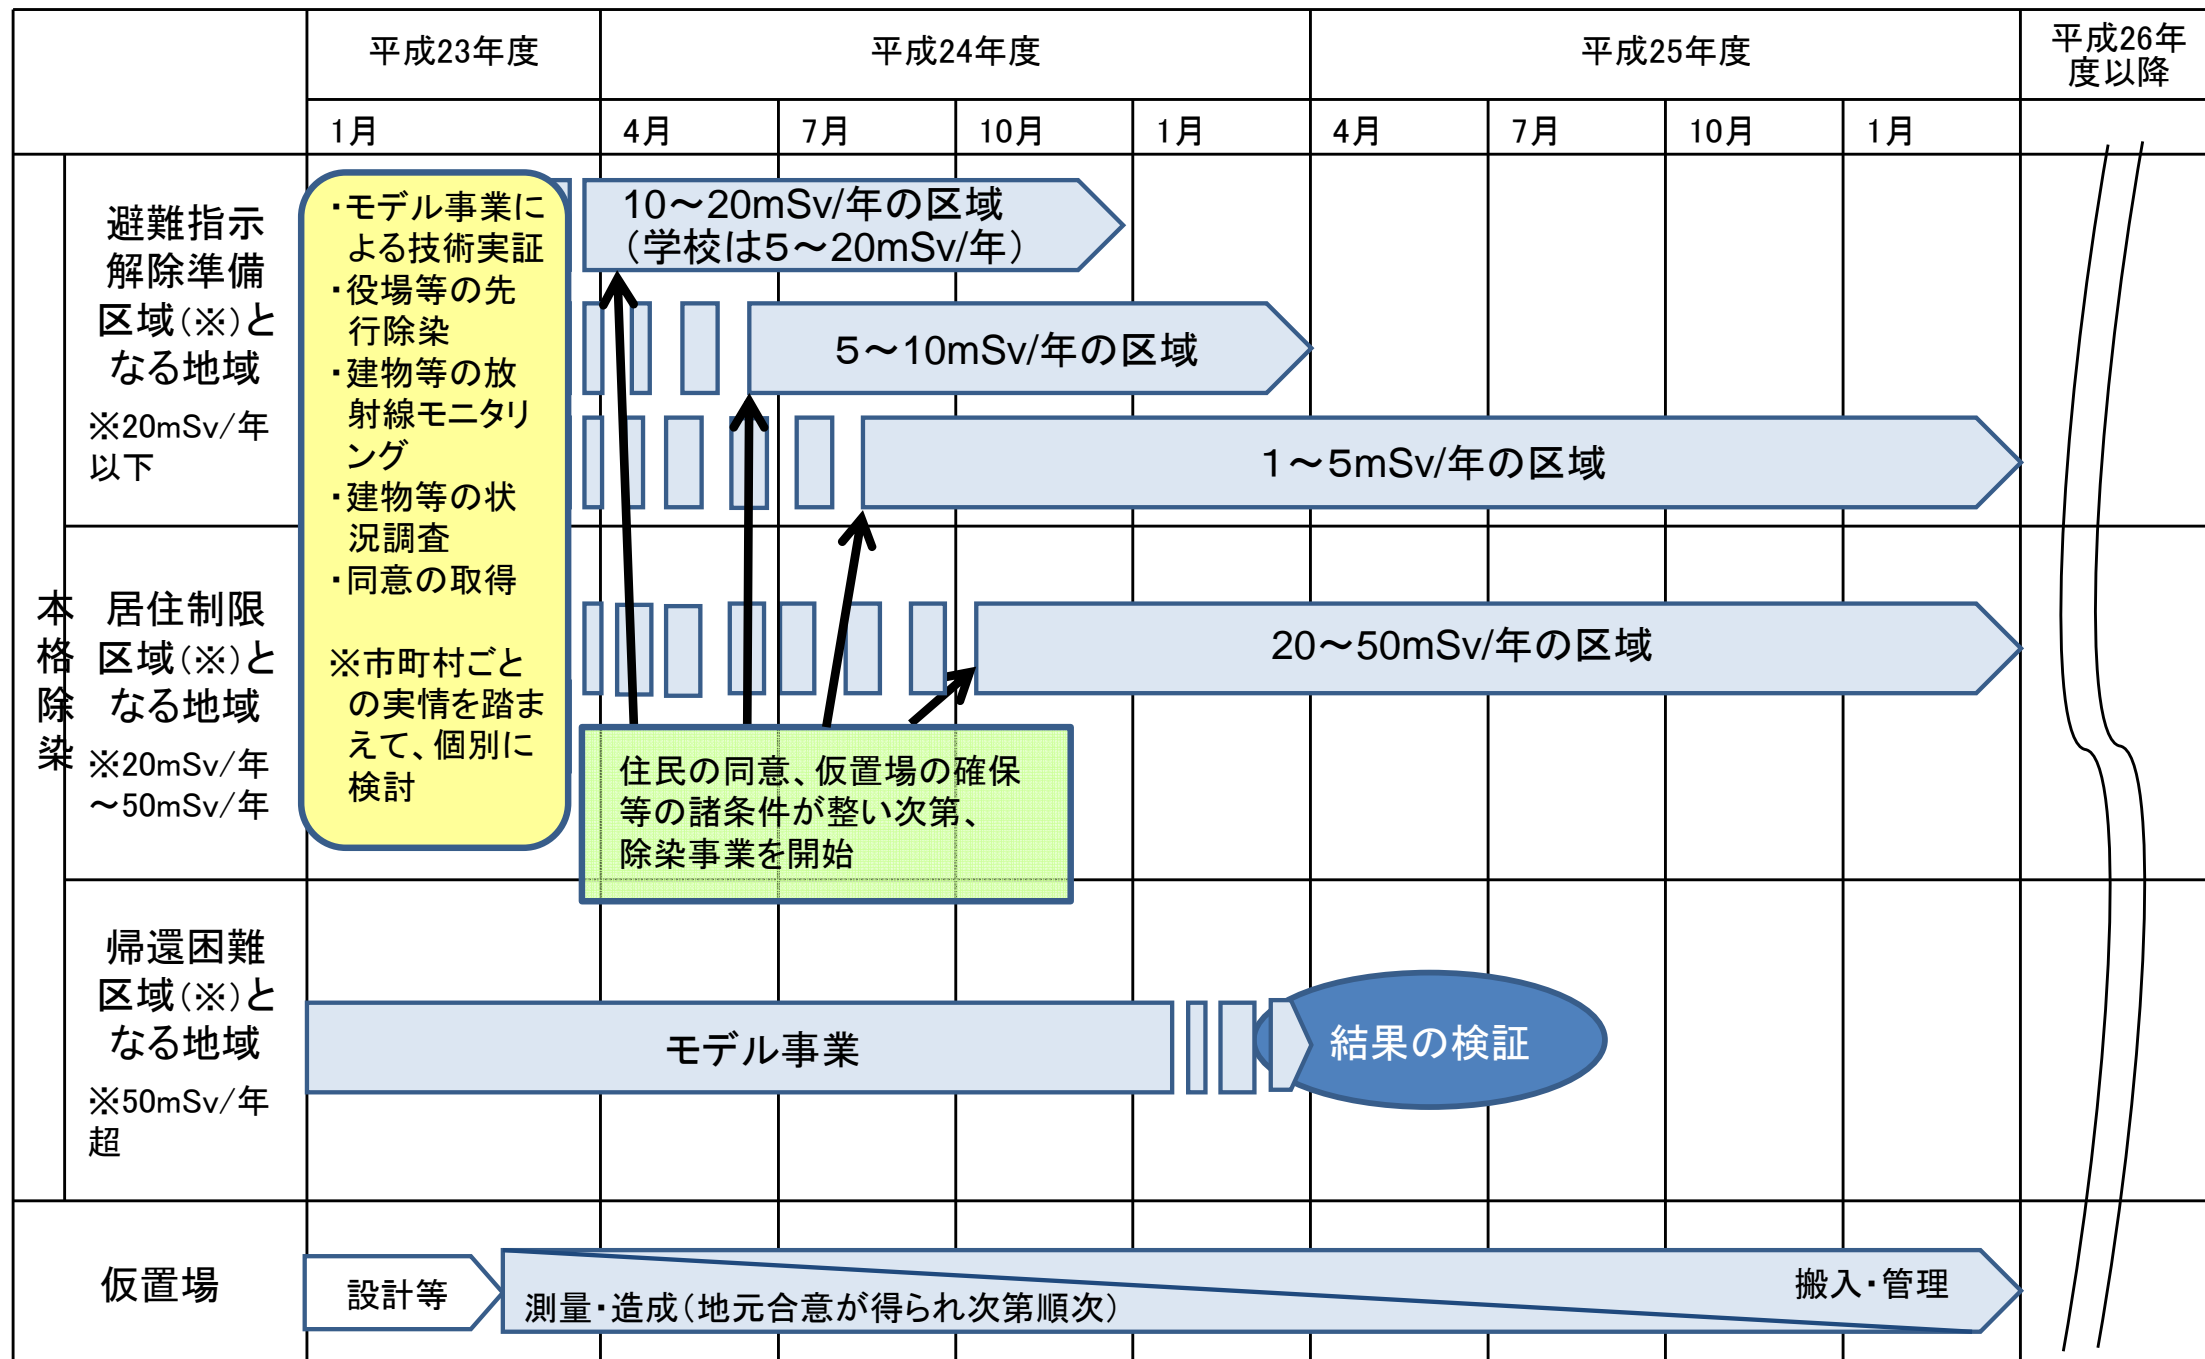 平成23年度
平成24年度
平成25年度
平成26年
度以降
1月
4月
7月
10月
1月
4月
7月
10月
1月
本格除染
避難指示
解除準備
区域(※)と
なる地域
※20mSv/年
以下
・モデル事業に
よる技術実証
・役場等の先
行除染
・建物等の放
射線モニタリ
ング
・建物等の状
況調査
・同意の取得
※市町村ごと
の実情を踏ま
えて、個別に
検討
10～20mSv/年の区域
(学校は5～20mSv/年)
5～10mSv/年の区域
1～5mSv/年の区域
居住制限
区域(※)と
なる地域
※20mSv/年
～50mSv/年
20～50mSv/年の区域
住民の同意、仮置場の確保
等の諸条件が整い次第、
除染事業を開始
帰還困難
区域(※)と
なる地域
※50mSv/年
超
モデル事業
結果の検証
仮置場
設計等
測量・造成(地元合意が得られ次第順次)
搬入・管理